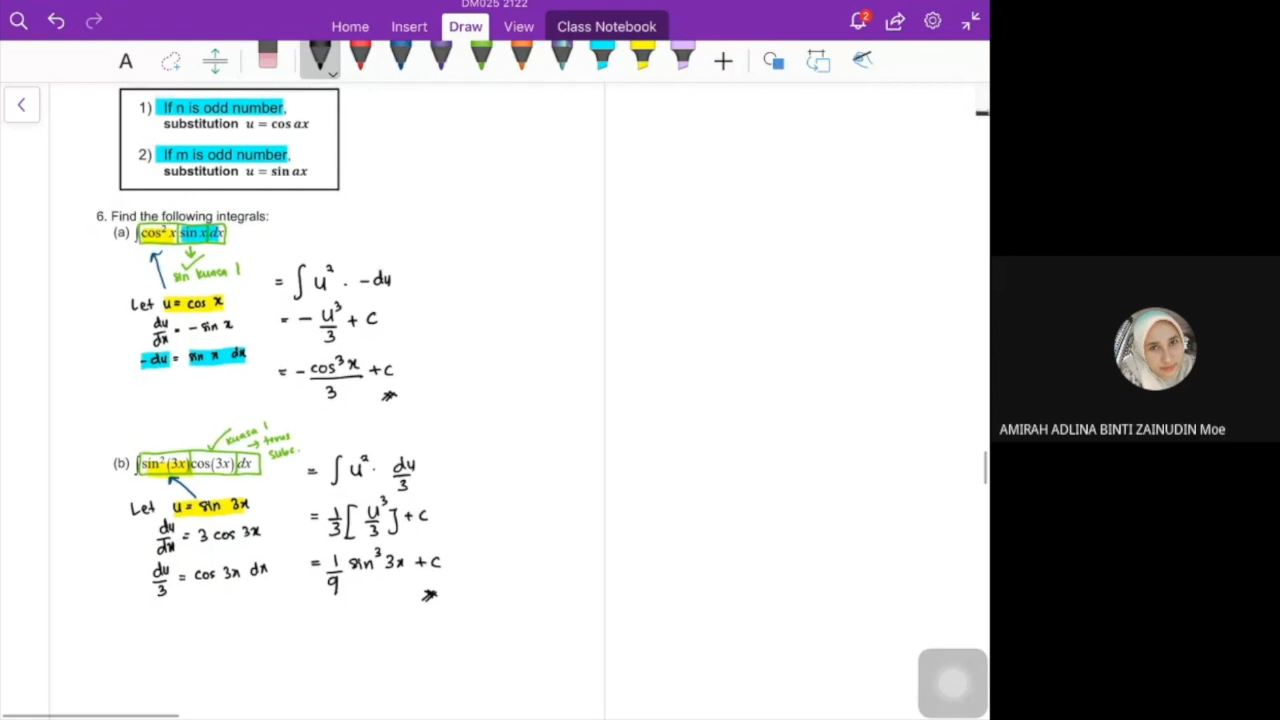 DM025 2122
Home Insert Draw View Class Notebook
2
A
1) If n is odd number,
substitution u = cos ax
2) If m is odd number,
substitution u = sin ax
6. Find the following integrals:
(a) ∫cos² x sin x dx
sin kuasa 1
Let u = cos x
du/dx = - sin x
-du = sin x dx
= ∫ u² · -du
= - u³/3 + c
= - cos³x/3 + c
kuasa 1
→ terus
subs.
(b) ∫sin² (3x) cos(3x) dx
Let u = sin 3x
du/dx = 3 cos 3x
du/3 = cos 3x dx
= ∫ u² · du/3
= 1/3 [ u³/3 ] + c
= 1/9 sin³ 3x + c
AMIRAH ADLINA BINTI ZAINUDIN Moe